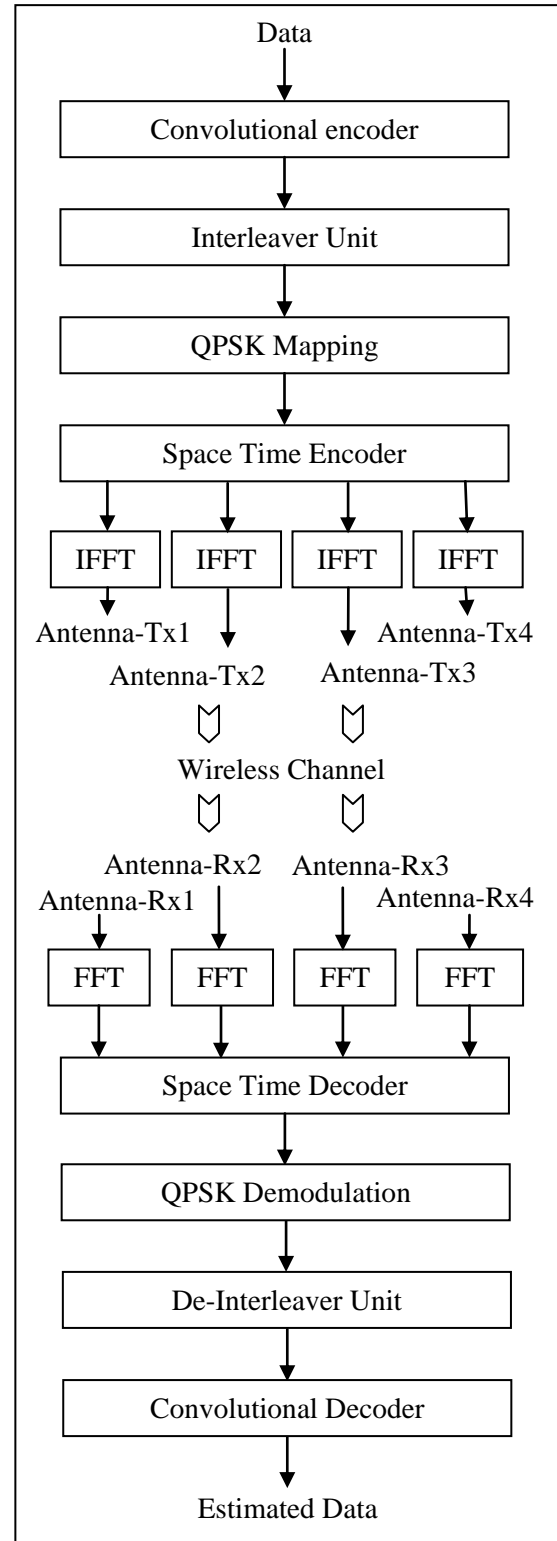 Data
Convolutional encoder
Interleaver Unit
QPSK Mapping
Space Time Encoder
IFFT IFFT IFFT IFFT
Antenna-Tx1 Antenna-Tx4
Antenna-Tx2 Antenna-Tx3
Wireless Channel
Antenna-Rx2 Antenna-Rx3
Antenna-Rx1 Antenna-Rx4
FFT FFT FFT FFT
Space Time Decoder
QPSK Demodulation
De-Interleaver Unit
Convolutional Decoder
Estimated Data